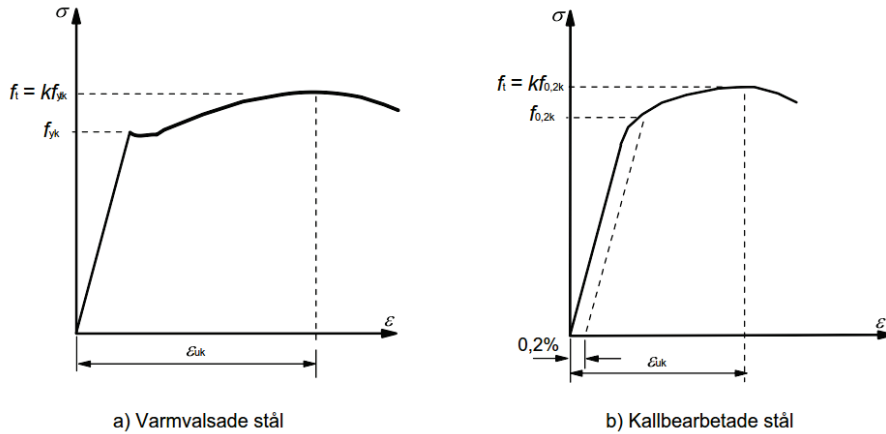 σ
fₜ = kfyk
fyk
ε
εuk
a) Varmvalsade stål
σ
fₜ = kf0,2k
f0,2k
ε
0,2%
εuk
b) Kallbearbetade stål